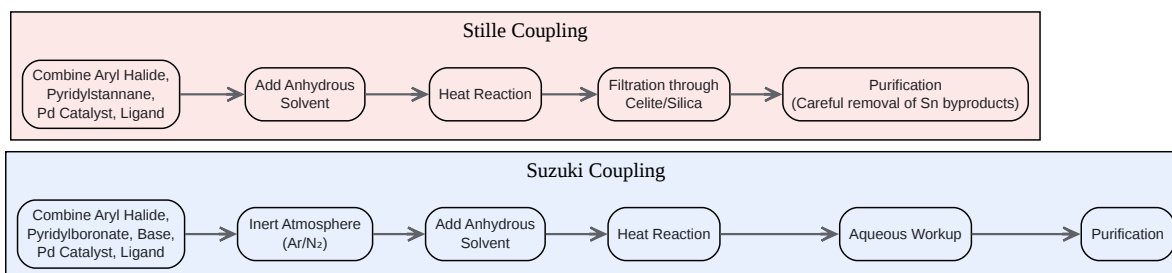 Stille Coupling
Combine Aryl Halide,
Pyridylstannane,
Pd Catalyst, Ligand
Add Anhydrous
Solvent
Heat Reaction
Filtration through
Celite/Silica
Purification
(Careful removal of Sn byproducts)
Suzuki Coupling
Combine Aryl Halide,
Pyridylboronate, Base,
Pd Catalyst, Ligand
Inert Atmosphere
(Ar/N₂)
Add Anhydrous
Solvent
Heat Reaction
Aqueous Workup
Purification